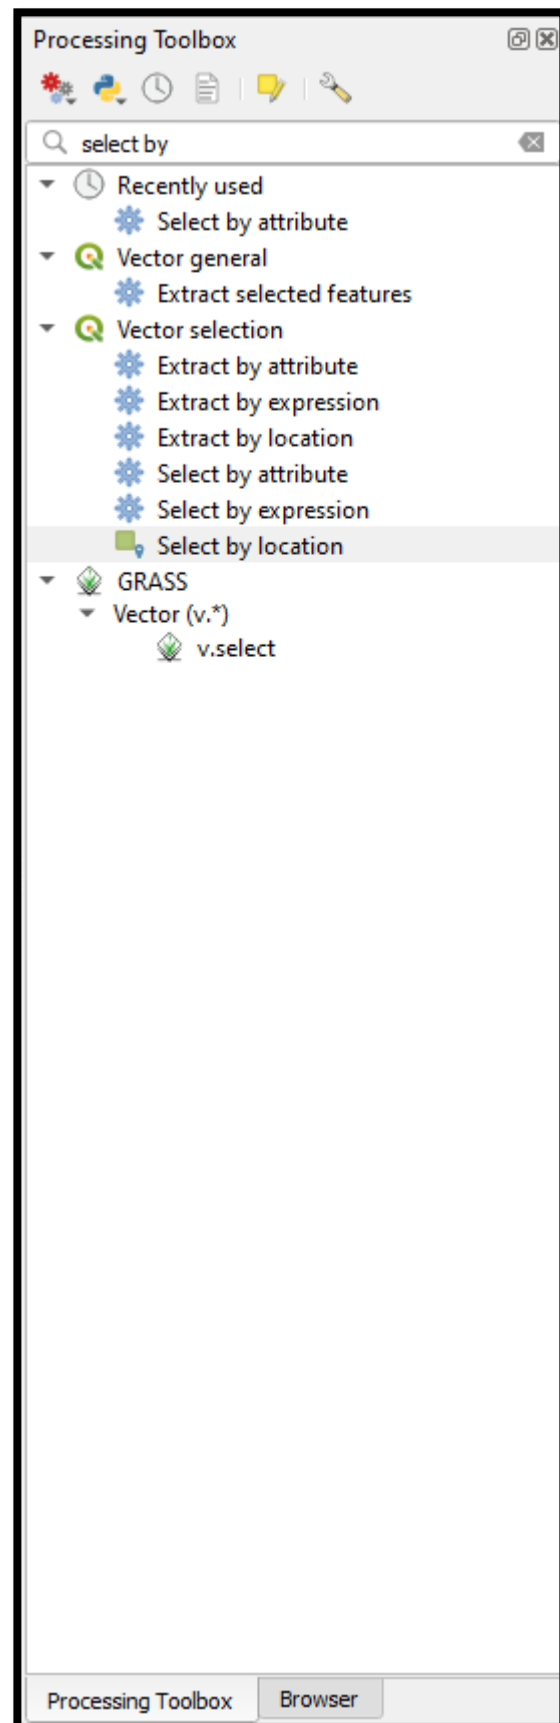 Processing Toolbox
select by
Recently used
Select by attribute
Vector general
Extract selected features
Vector selection
Extract by attribute
Extract by expression
Extract by location
Select by attribute
Select by expression
Select by location
GRASS
Vector (v.*)
v.select
Processing Toolbox Browser